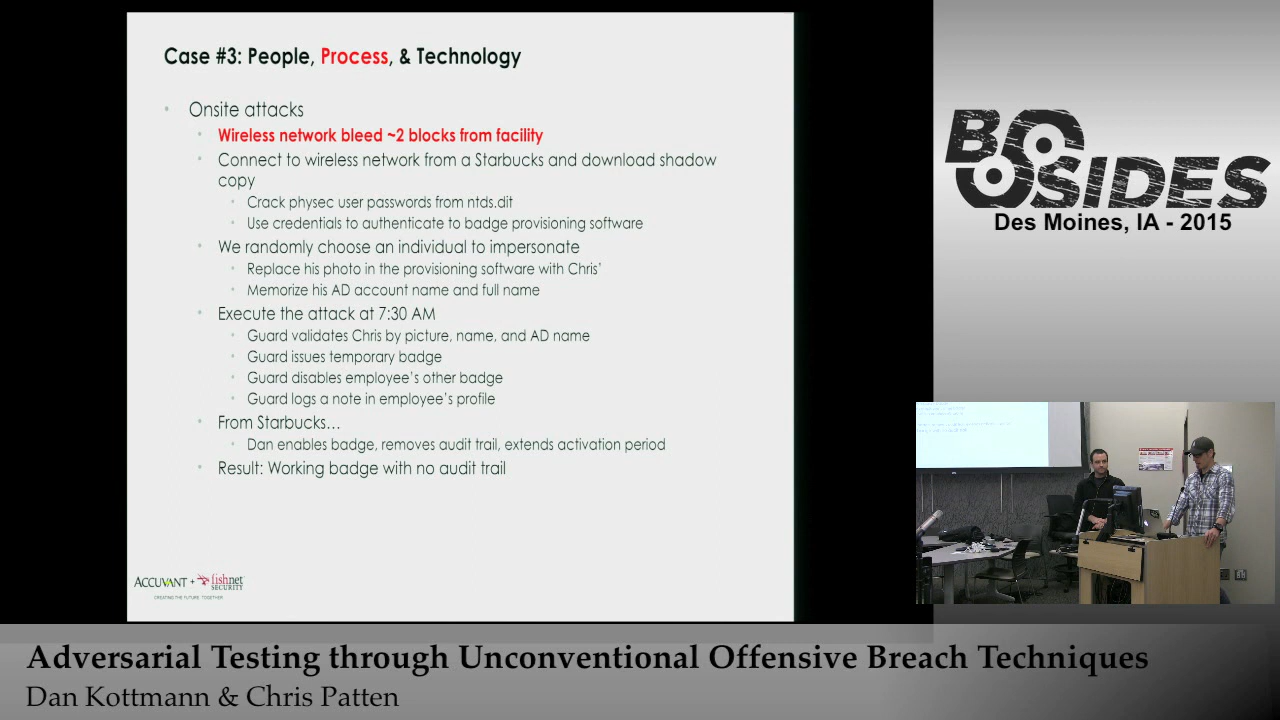 Case #3: People, Process, & Technology
• Onsite attacks
• Wireless network bleed ~2 blocks from facility
• Connect to wireless network from a Starbucks and download shadow
copy
• Crack physec user passwords from ntds.dit
• Use credentials to authenticate to badge provisioning software
• We randomly choose an individual to impersonate
• Replace his photo in the provisioning software with Chris'
• Memorize his AD account name and full name
• Execute the attack at 7:30 AM
• Guard validates Chris by picture, name, and AD name
• Guard issues temporary badge
• Guard disables employee's other badge
• Guard logs a note in employee's profile
• From Starbucks…
• Dan enables badge, removes audit trail, extends activation period
• Result: Working badge with no audit trail
ACCUVANT + fishnet
SECURITY
CREATING THE FUTURE. TOGETHER
BSIDES
Des Moines, IA - 2015
Adversarial Testing through Unconventional Offensive Breach Techniques
Dan Kottmann & Chris Patten